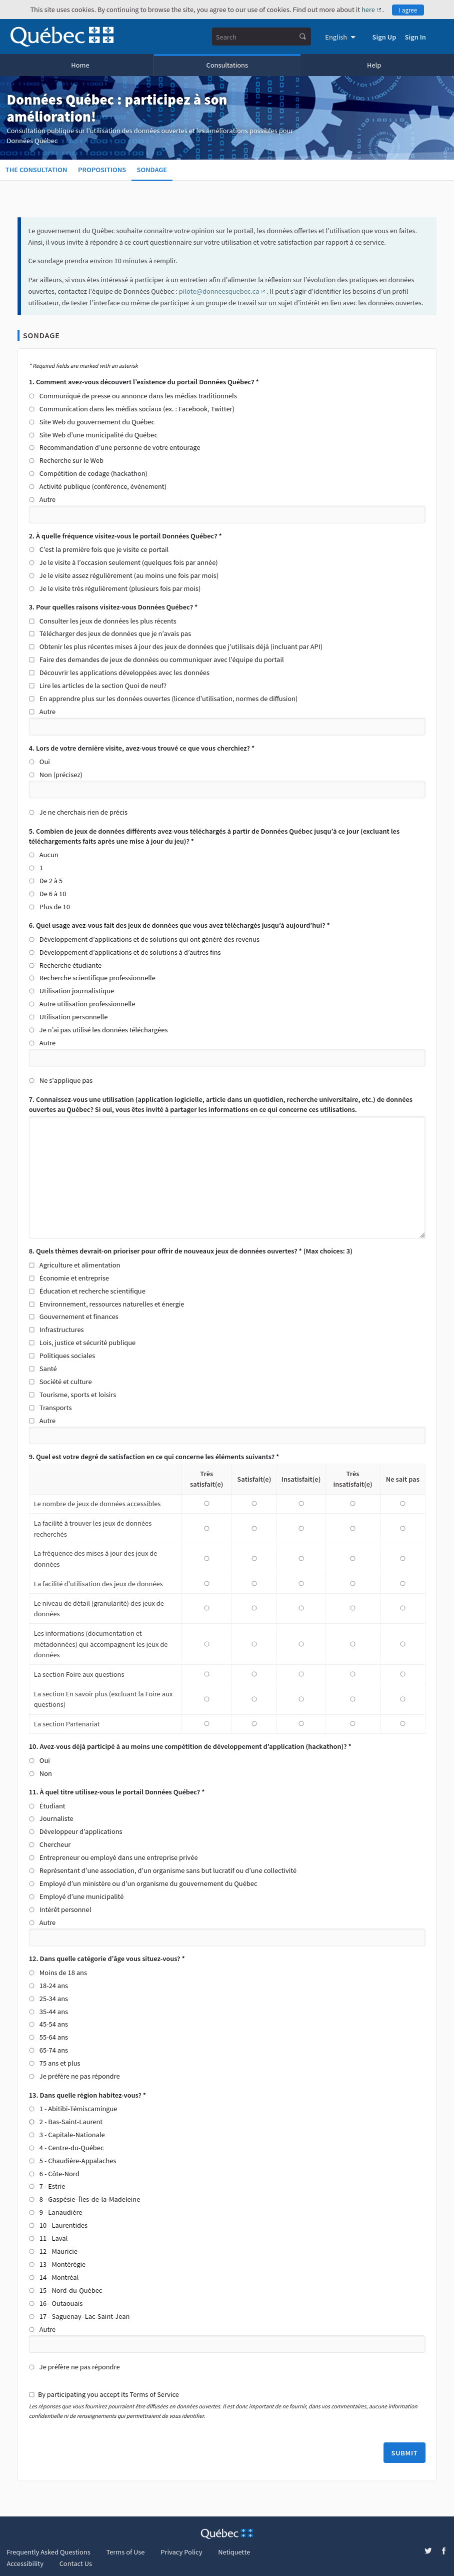 This site uses cookies. By continuing to browse the site, you agree to our use of cookies. Find out more about it here. I agree
Québec
Search
English
Sign Up
Sign In
Home
Consultations
Help
Données Québec : participez à son
amélioration!
Consultation publique sur l'utilisation des données ouvertes et les améliorations possibles pour
Données Québec
THE CONSULTATION
PROPOSITIONS
SONDAGE
Le gouvernement du Québec souhaite connaitre votre opinion sur le portail, les données offertes et l'utilisation que vous en faites.
Ainsi, il vous invite à répondre à ce court questionnaire sur votre utilisation et votre satisfaction par rapport à ce service.
Ce sondage prendra environ 10 minutes à remplir.
Par ailleurs, si vous êtes intéressé à participer à un entretien afin d'alimenter la réflexion sur l'évolution des pratiques en données
ouvertes, contactez l'équipe de Données Québec : pilote@donneesquebec.ca . Il peut s'agir d'identifier les besoins d'un profil
utilisateur, de tester l'interface ou même de participer à un groupe de travail sur un sujet d'intérêt en lien avec les données ouvertes.
SONDAGE
* Required fields are marked with an asterisk
1. Comment avez-vous découvert l'existence du portail Données Québec? *
Communiqué de presse ou annonce dans les médias traditionnels
Communication dans les médias sociaux (ex. : Facebook, Twitter)
Site Web du gouvernement du Québec
Site Web d'une municipalité du Québec
Recommandation d'une personne de votre entourage
Recherche sur le Web
Compétition de codage (hackathon)
Activité publique (conférence, événement)
Autre
2. À quelle fréquence visitez-vous le portail Données Québec? *
C'est la première fois que je visite ce portail
Je le visite à l'occasion seulement (quelques fois par année)
Je le visite assez régulièrement (au moins une fois par mois)
Je le visite très régulièrement (plusieurs fois par mois)
3. Pour quelles raisons visitez-vous Données Québec? *
Consulter les jeux de données les plus récents
Télécharger des jeux de données que je n'avais pas
Obtenir les plus récentes mises à jour des jeux de données que j'utilisais déjà (incluant par API)
Faire des demandes de jeux de données ou communiquer avec l'équipe du portail
Découvrir les applications développées avec les données
Lire les articles de la section Quoi de neuf?
En apprendre plus sur les données ouvertes (licence d'utilisation, normes de diffusion)
Autre
4. Lors de votre dernière visite, avez-vous trouvé ce que vous cherchiez? *
Oui
Non (précisez)
Je ne cherchais rien de précis
5. Combien de jeux de données différents avez-vous téléchargés à partir de Données Québec jusqu'à ce jour (excluant les
téléchargements faits après une mise à jour du jeu)? *
Aucun
1
De 2 à 5
De 6 à 10
Plus de 10
6. Quel usage avez-vous fait des jeux de données que vous avez téléchargés jusqu'à aujourd'hui? *
Développement d'applications et de solutions qui ont généré des revenus
Développement d'applications et de solutions à d'autres fins
Recherche étudiante
Recherche scientifique professionnelle
Utilisation journalistique
Autre utilisation professionnelle
Utilisation personnelle
Je n'ai pas utilisé les données téléchargées
Autre
Ne s'applique pas
7. Connaissez-vous une utilisation (application logicielle, article dans un quotidien, recherche universitaire, etc.) de données
ouvertes au Québec? Si oui, vous êtes invité à partager les informations en ce qui concerne ces utilisations.
8. Quels thèmes devrait-on prioriser pour offrir de nouveaux jeux de données ouvertes? * (Max choices: 3)
Agriculture et alimentation
Économie et entreprise
Éducation et recherche scientifique
Environnement, ressources naturelles et énergie
Gouvernement et finances
Infrastructures
Lois, justice et sécurité publique
Politiques sociales
Santé
Société et culture
Tourisme, sports et loisirs
Transports
Autre
9. Quel est votre degré de satisfaction en ce qui concerne les éléments suivants? *
Très satisfait(e)
Satisfait(e)
Insatisfait(e)
Très insatisfait(e)
Ne sait pas
Le nombre de jeux de données accessibles
La facilité à trouver les jeux de données
recherchés
La fréquence des mises à jour des jeux de
données
La facilité d'utilisation des jeux de données
Le niveau de détail (granularité) des jeux de
données
Les informations (documentation et
métadonnées) qui accompagnent les jeux de
données
La section Foire aux questions
La section En savoir plus (excluant la Foire aux
questions)
La section Partenariat
10. Avez-vous déjà participé à au moins une compétition de développement d'application (hackathon)? *
Oui
Non
11. À quel titre utilisez-vous le portail Données Québec? *
Étudiant
Journaliste
Développeur d'applications
Chercheur
Entrepreneur ou employé dans une entreprise privée
Représentant d'une association, d'un organisme sans but lucratif ou d'une collectivité
Employé d'un ministère ou d'un organisme du gouvernement du Québec
Employé d'une municipalité
Intérêt personnel
Autre
12. Dans quelle catégorie d'âge vous situez-vous? *
Moins de 18 ans
18-24 ans
25-34 ans
35-44 ans
45-54 ans
55-64 ans
65-74 ans
75 ans et plus
Je préfère ne pas répondre
13. Dans quelle région habitez-vous? *
1 - Abitibi-Témiscamingue
2 - Bas-Saint-Laurent
3 - Capitale-Nationale
4 - Centre-du-Québec
5 - Chaudière-Appalaches
6 - Côte-Nord
7 - Estrie
8 - Gaspésie–Îles-de-la-Madeleine
9 - Lanaudière
10 - Laurentides
11 - Laval
12 - Mauricie
13 - Montérégie
14 - Montréal
15 - Nord-du-Québec
16 - Outaouais
17 - Saguenay–Lac-Saint-Jean
Autre
Je préfère ne pas répondre
By participating you accept its Terms of Service
Les réponses que vous fournirez pourraient être diffusées en données ouvertes. Il est donc important de ne fournir, dans vos commentaires, aucune information
confidentielle ni de renseignements qui permettraient de vous identifier.
SUBMIT
Québec
Frequently Asked Questions
Terms of Use
Privacy Policy
Netiquette
Accessibility
Contact Us